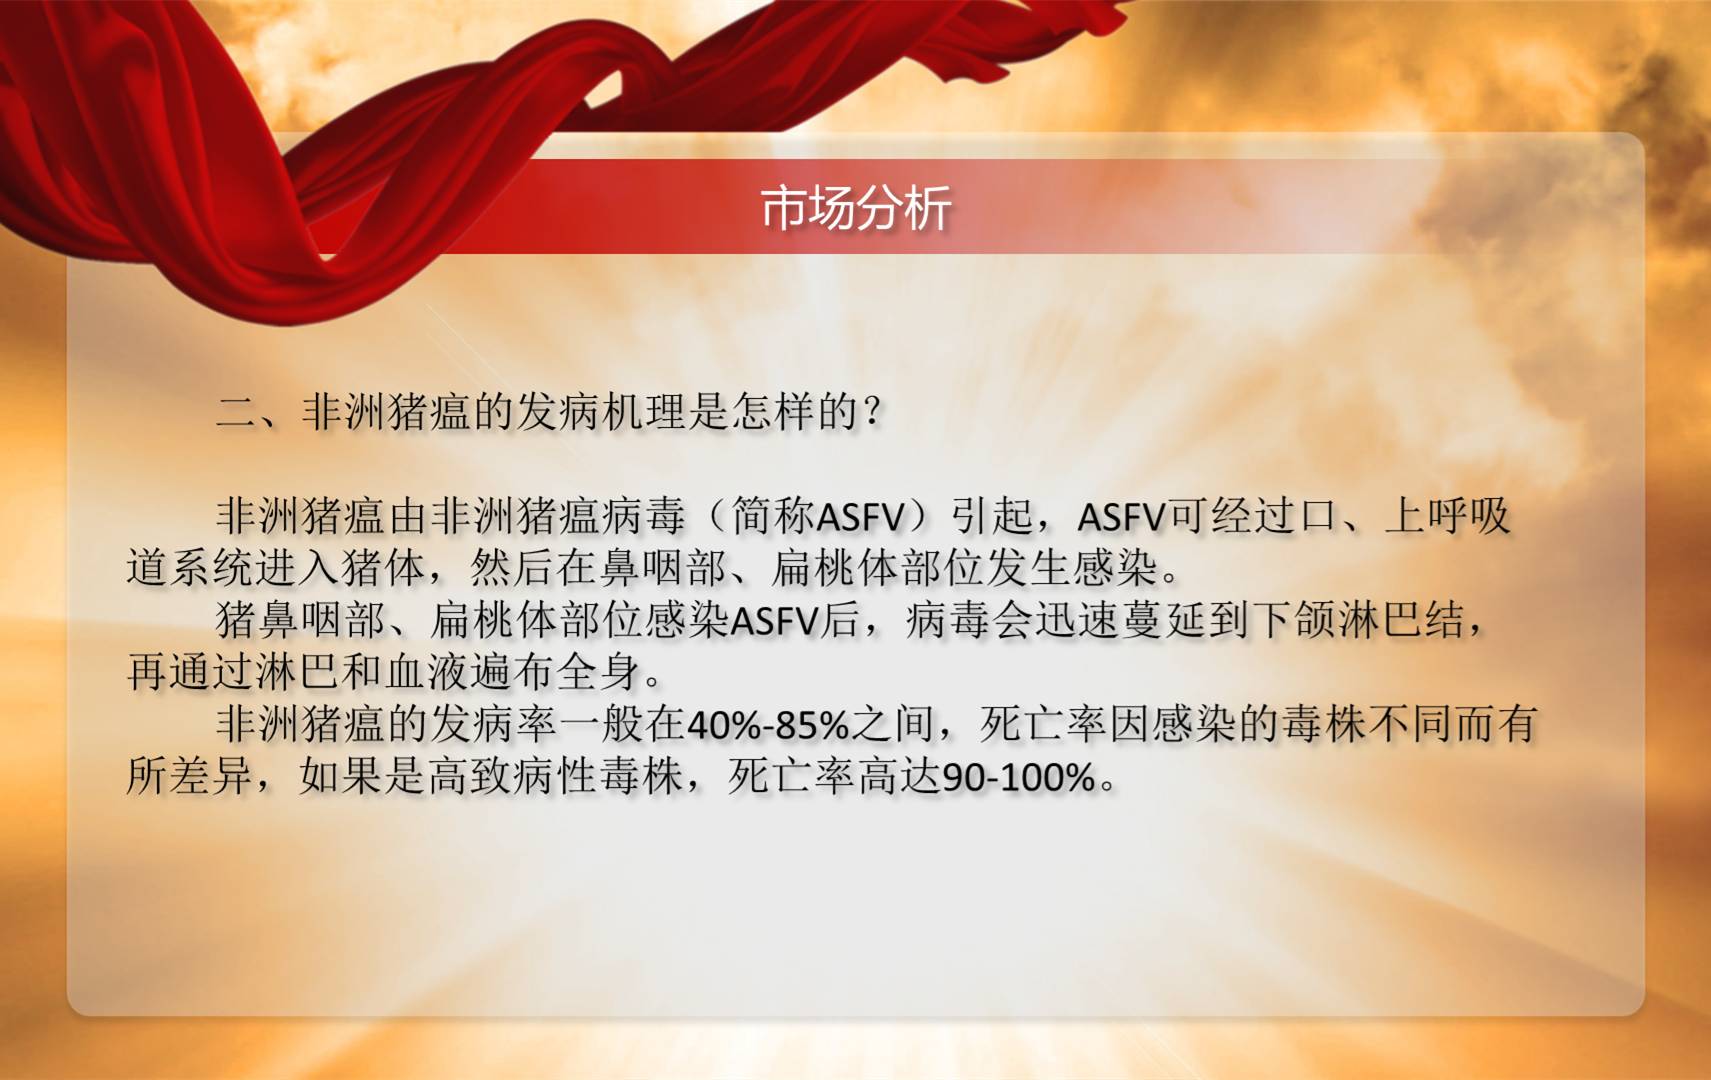 市场分析
二、非洲猪瘟的发病机理是怎样的？
非洲猪瘟由非洲猪瘟病毒（简称ASFV）引起，ASFV可经过口、上呼吸
道系统进入猪体，然后在鼻咽部、扁桃体部位发生感染。
猪鼻咽部、扁桃体部位感染ASFV后，病毒会迅速蔓延到下颌淋巴结，
再通过淋巴和血液遍布全身。
非洲猪瘟的发病率一般在40%-85%之间，死亡率因感染的毒株不同而有
所差异，如果是高致病性毒株，死亡率高达90-100%。